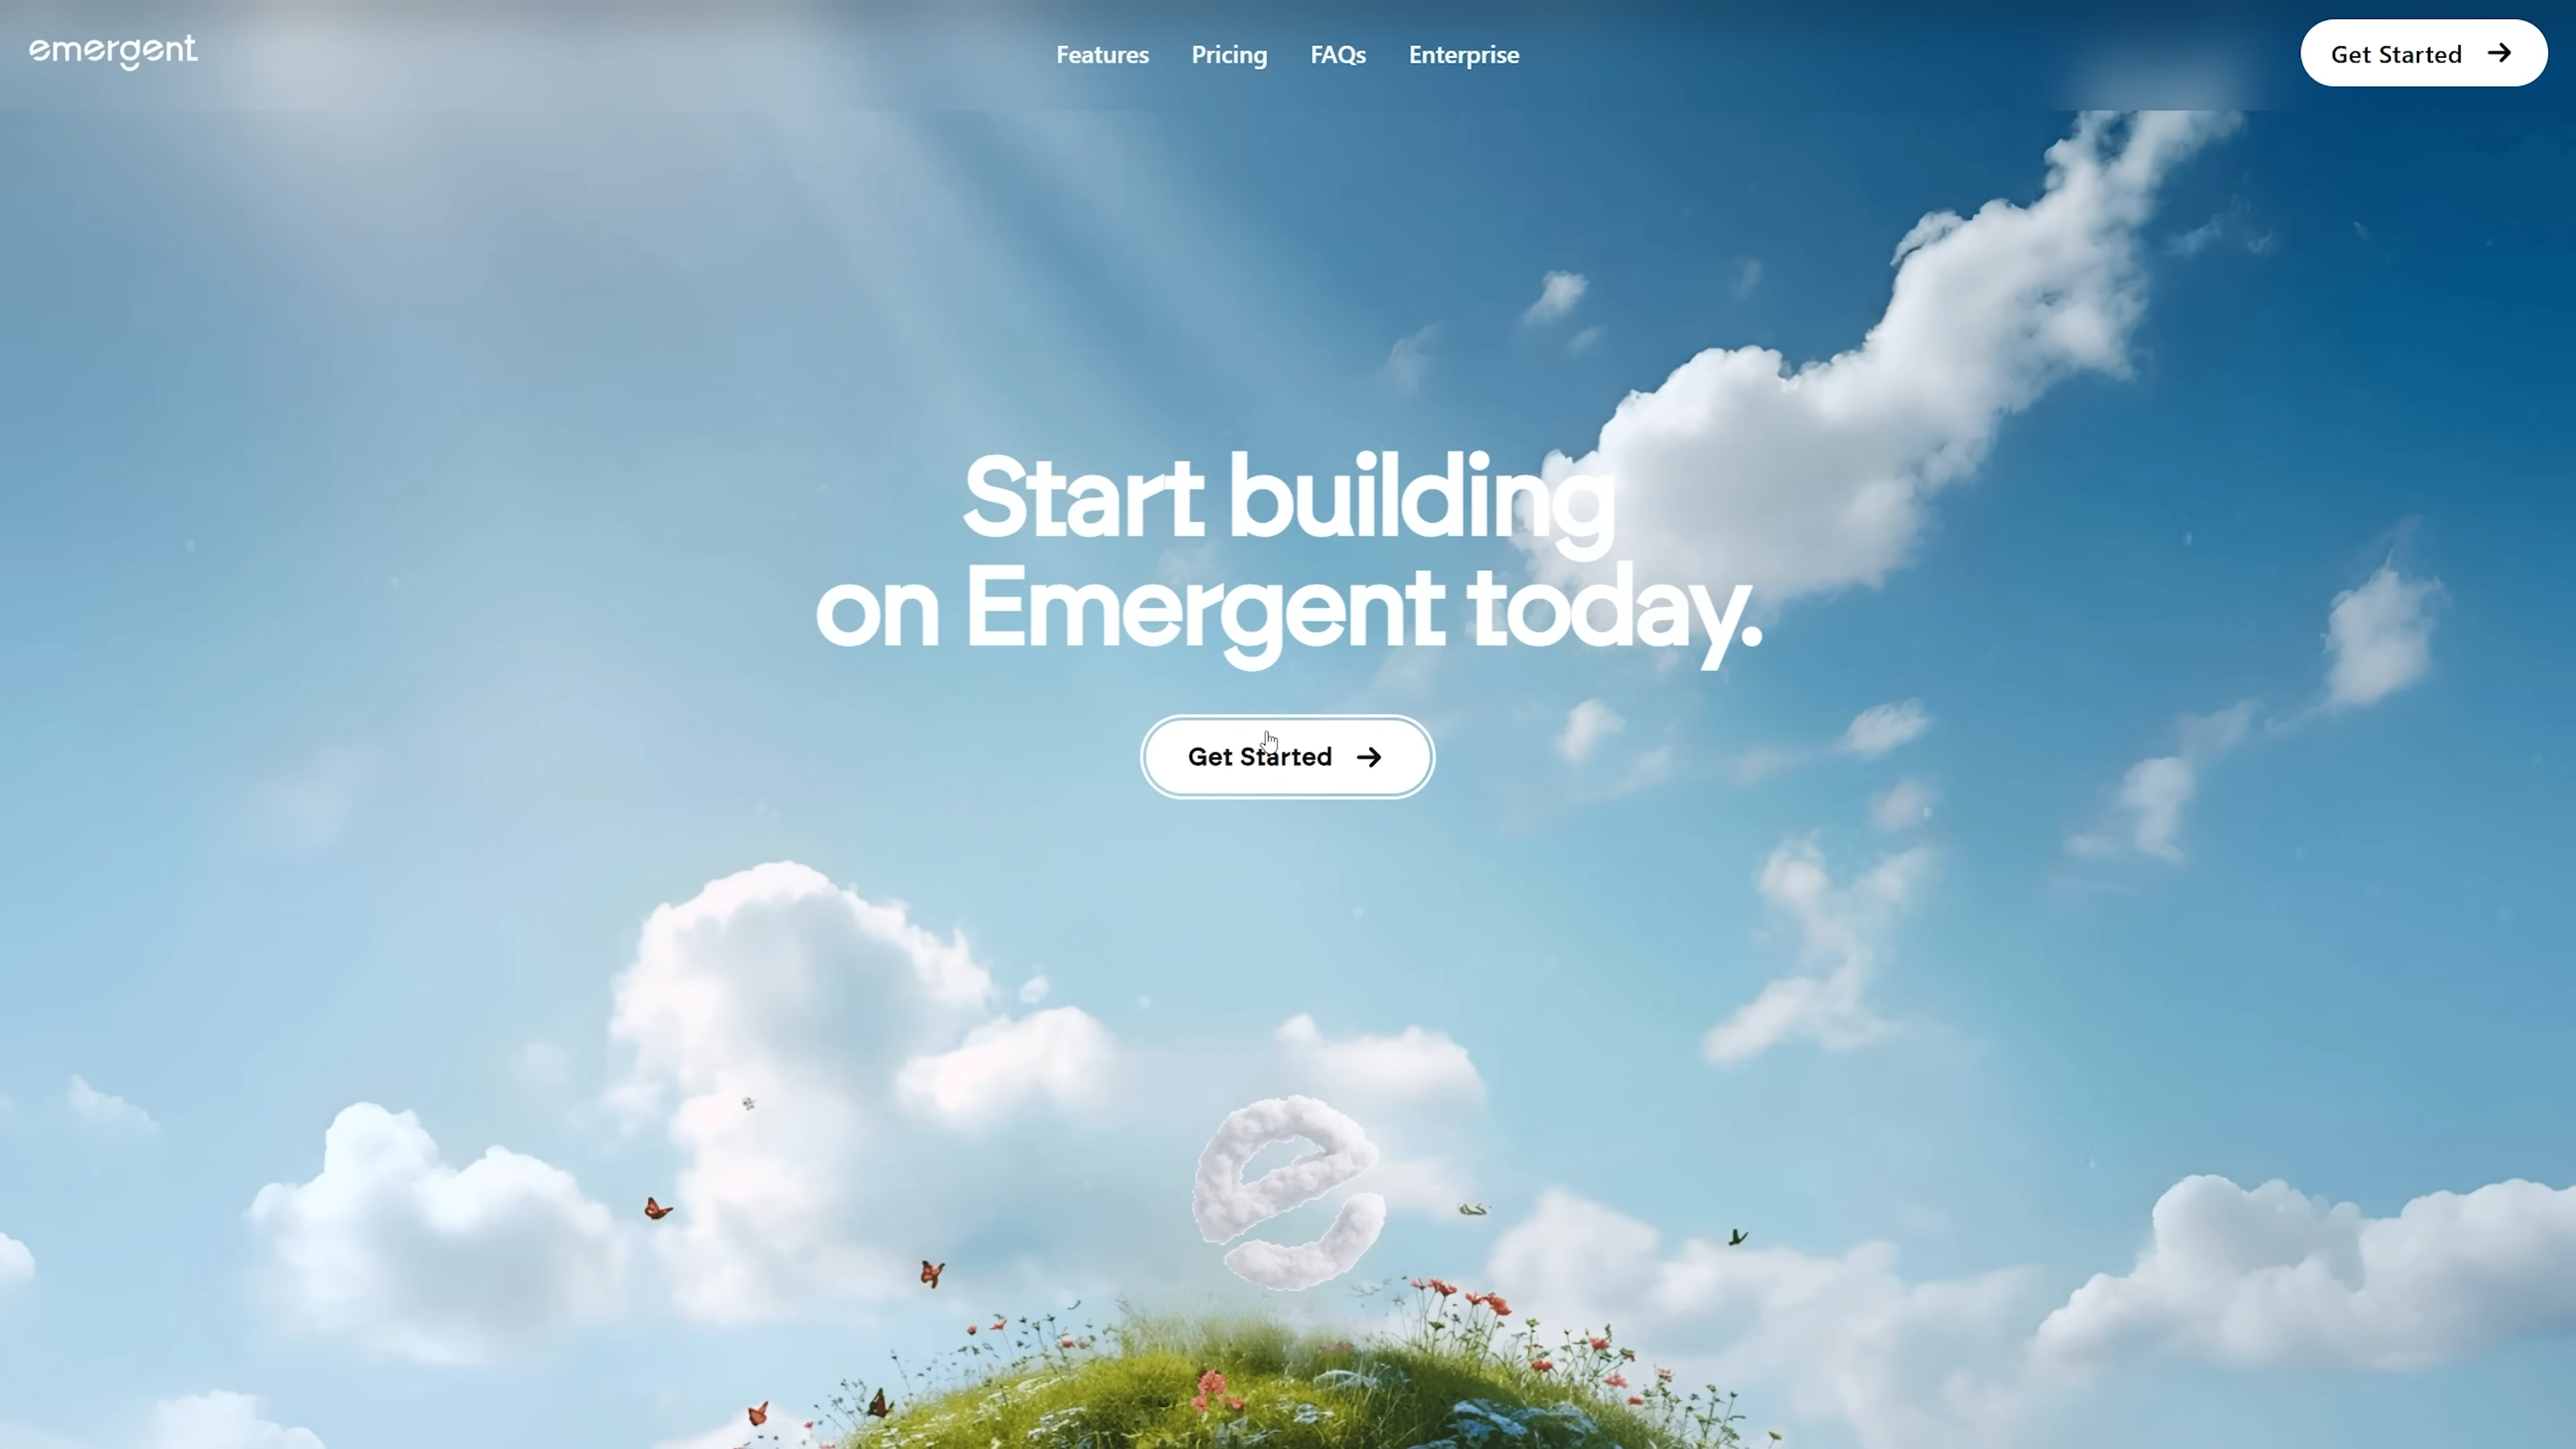 emergent
Features
Pricing
FAQs
Enterprise
Get Started
Start building
on Emergent today.
Get Started
e